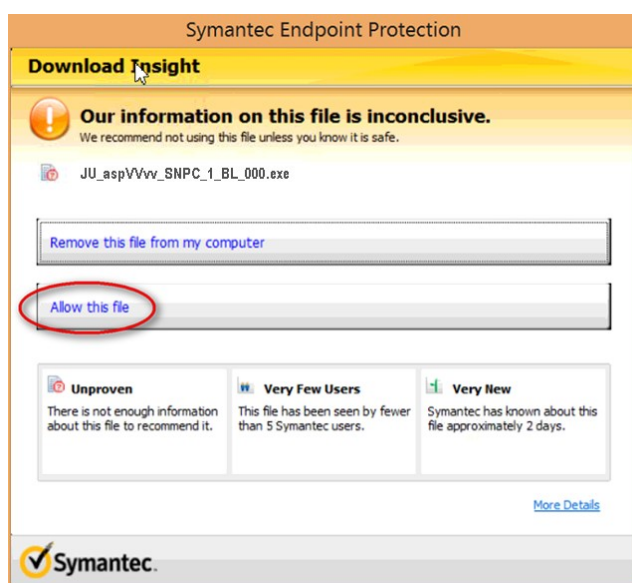 Symantec Endpoint Protection
Download Insight
Our information on this file is inconclusive.
We recommend not using this file unless you know it is safe.
JU_aspVVvv_SNPC_1_BL_000.exe
Remove this file from my computer
Allow this file
Unproven
There is not enough information
about this file to recommend it.
Very Few Users
This file has been seen by fewer
than 5 Symantec users.
Very New
Symantec has known about this
file approximately 2 days.
More Details
Symantec.